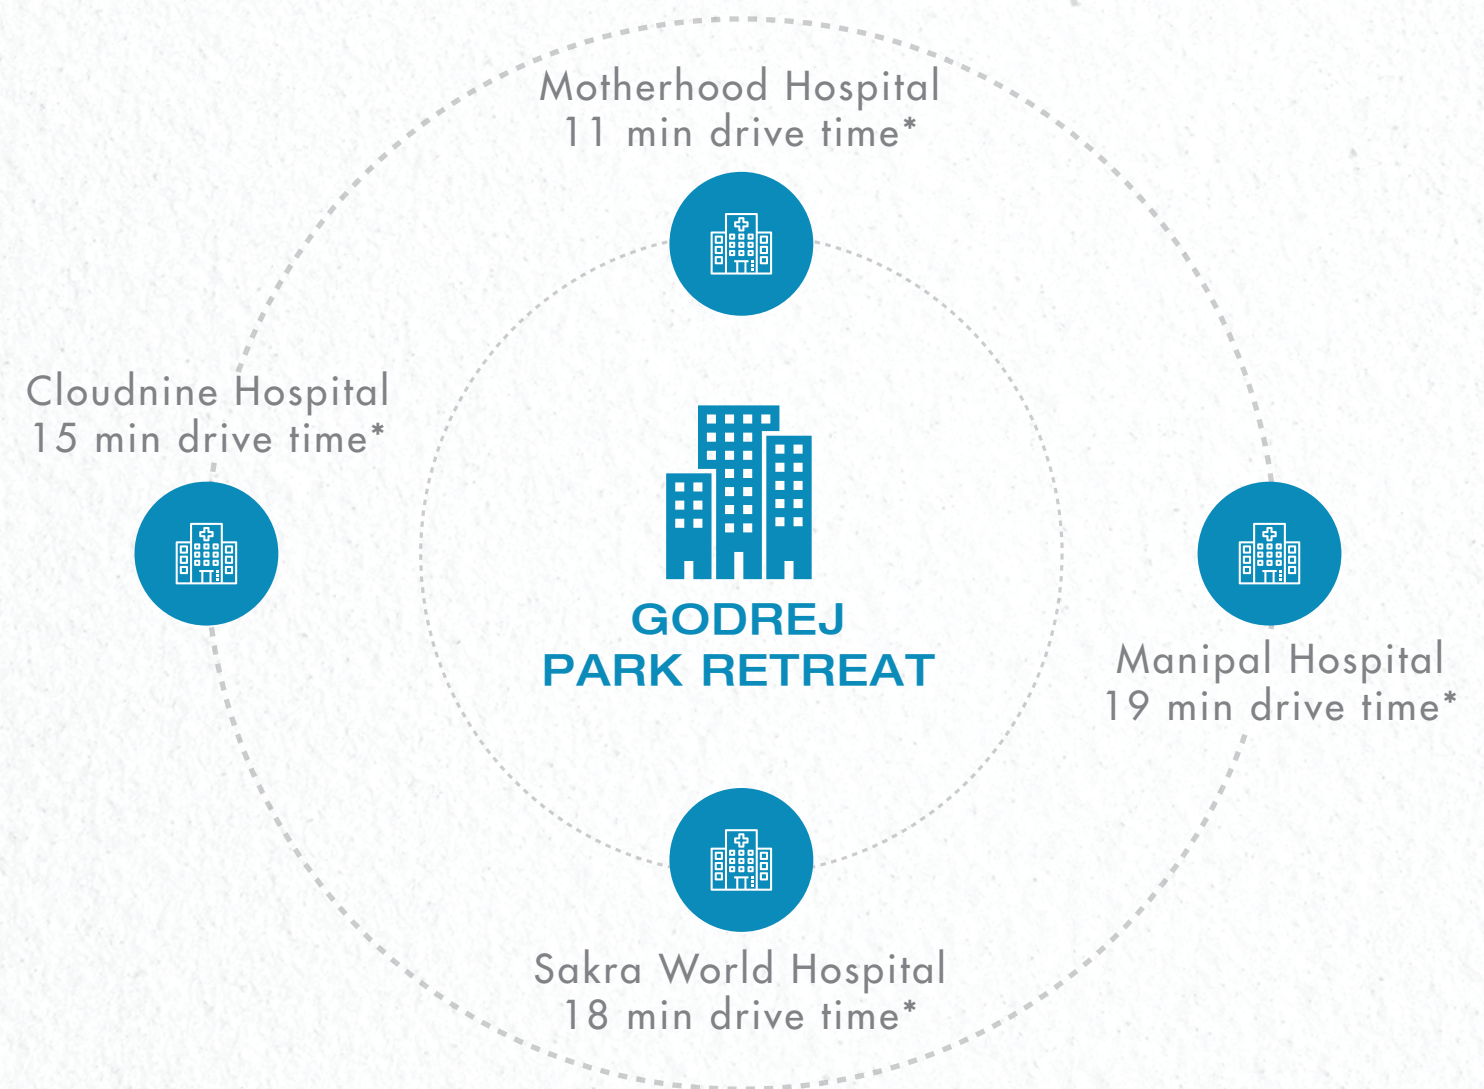 Motherhood Hospital
11 min drive time*
Cloudnine Hospital
15 min drive time*
GODREJ
PARK RETREAT
Manipal Hospital
19 min drive time*
Sakra World Hospital
18 min drive time*